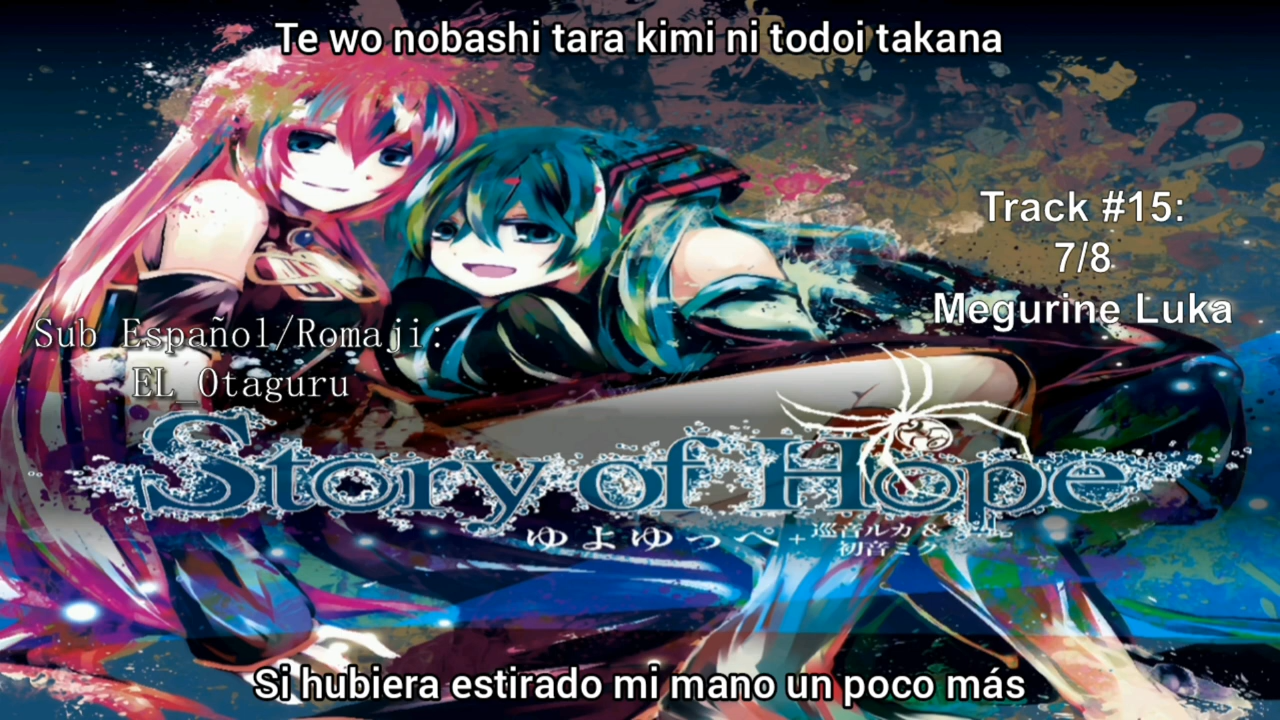 Te wo nobashi tara kimi ni todoi takana
Track #15:
7/8
Megurine Luka
Sub Español/Romaji:
EL_Otaguru
Story of Hope
ゆよゆっぺ+巡音ルカ &
初音ミク
Si hubiera estirado mi mano un poco más